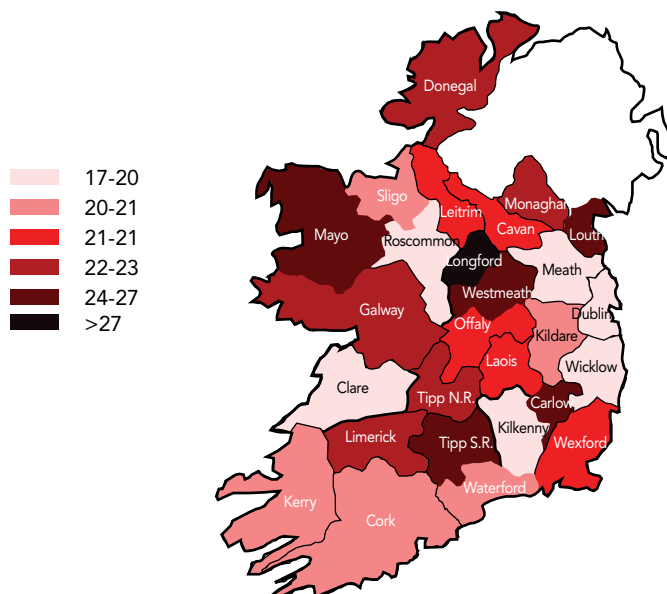 17-20
20-21
21-21
22-23
24-27
>27
Donegal
Sligo
Leitrim
Monaghan
Cavan
Louth
Mayo
Roscommon
Longford
Meath
Westmeath
Galway
Offaly
Dublin
Kildare
Laois
Wicklow
Clare
Tipp N.R.
Carlow
Kilkenny
Limerick
Tipp S.R.
Wexford
Waterford
Kerry
Cork